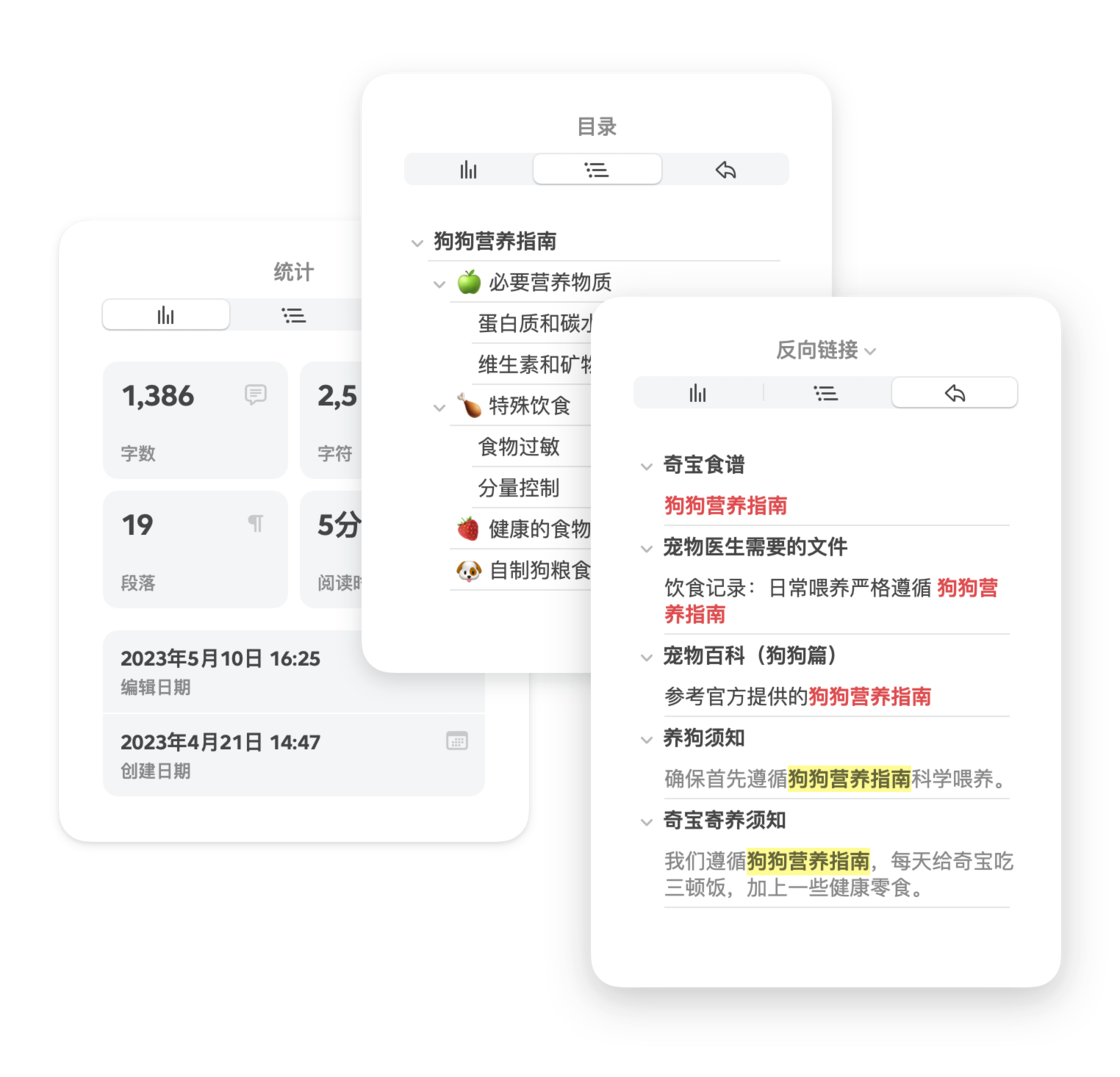 目录
狗狗营养指南
🍏 必要营养物质
蛋白质和碳水
维生素和矿物
🍗 特殊饮食
食物过敏
分量控制
🍓 健康的食物
🐶 自制狗粮食
统计
1,386
字数
2,5
字符
19
段落
5分
阅读时
2023年5月10日 16:25
编辑日期
2023年4月21日 14:47
创建日期
反向链接
奇宝食谱
狗狗营养指南
宠物医生需要的文件
饮食记录：日常喂养严格遵循 狗狗营
养指南
宠物百科（狗狗篇）
参考官方提供的狗狗营养指南
养狗须知
确保首先遵循狗狗营养指南科学喂养。
奇宝寄养须知
我们遵循狗狗营养指南，每天给奇宝吃
三顿饭，加上一些健康零食。